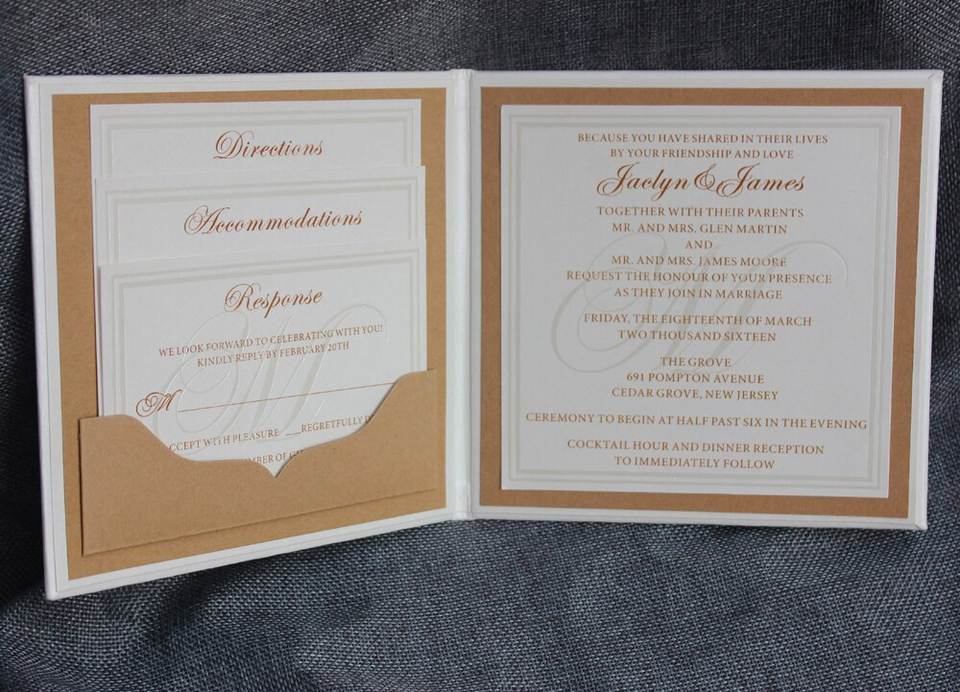 Directions
Accommodations
Response
WE LOOK FORWARD TO CELEBRATING WITH YOU!
KINDLY REPLY BY FEBRUARY 20TH
M
CCEPT WITH PLEASURE ___REGRETFULLY D
MBER OF G
M
BECAUSE YOU HAVE SHARED IN THEIR LIVES
BY YOUR FRIENDSHIP AND LOVE
Jaclyn & James
TOGETHER WITH THEIR PARENTS
MR. AND MRS. GLEN MARTIN
AND
MR. AND MRS. JAMES MOORE
REQUEST THE HONOUR OF YOUR PRESENCE
AS THEY JOIN IN MARRIAGE
FRIDAY, THE EIGHTEENTH OF MARCH
TWO THOUSAND SIXTEEN
THE GROVE
691 POMPTON AVENUE
CEDAR GROVE, NEW JERSEY
CEREMONY TO BEGIN AT HALF PAST SIX IN THE EVENING
COCKTAIL HOUR AND DINNER RECEPTION
TO IMMEDIATELY FOLLOW
M